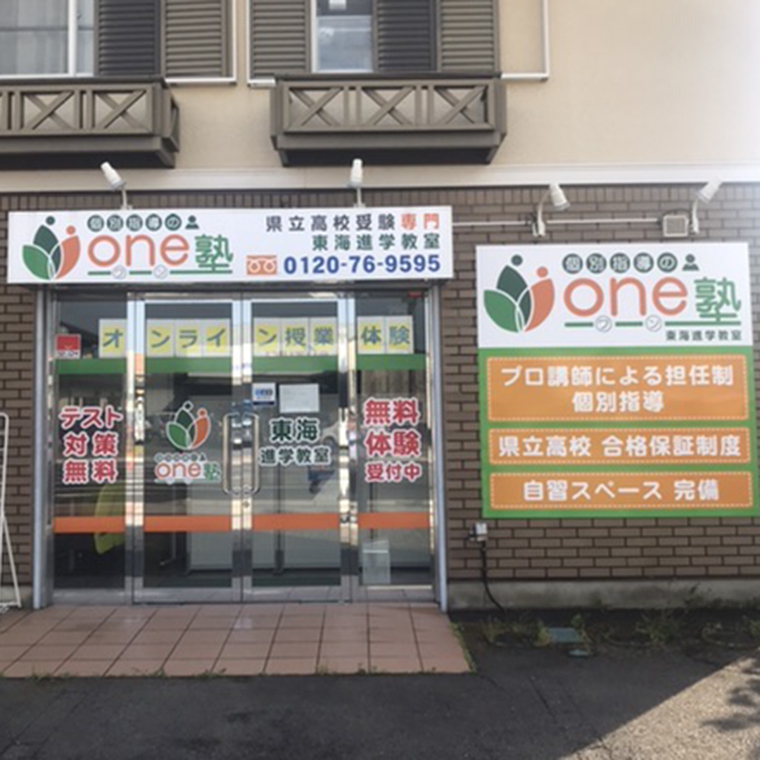 個別指導の
one塾
ワン
県立高校受験専門
東海進学教室
0120-76-9595
オンライン授業体験
テスト
対策
無料
one塾
東海
進学教室
無料
体験
受付中
個別指導の
one塾
ワン
東海進学教室
プロ講師による担任制
個別指導
県立高校 合格保証制度
自習スペース 完備